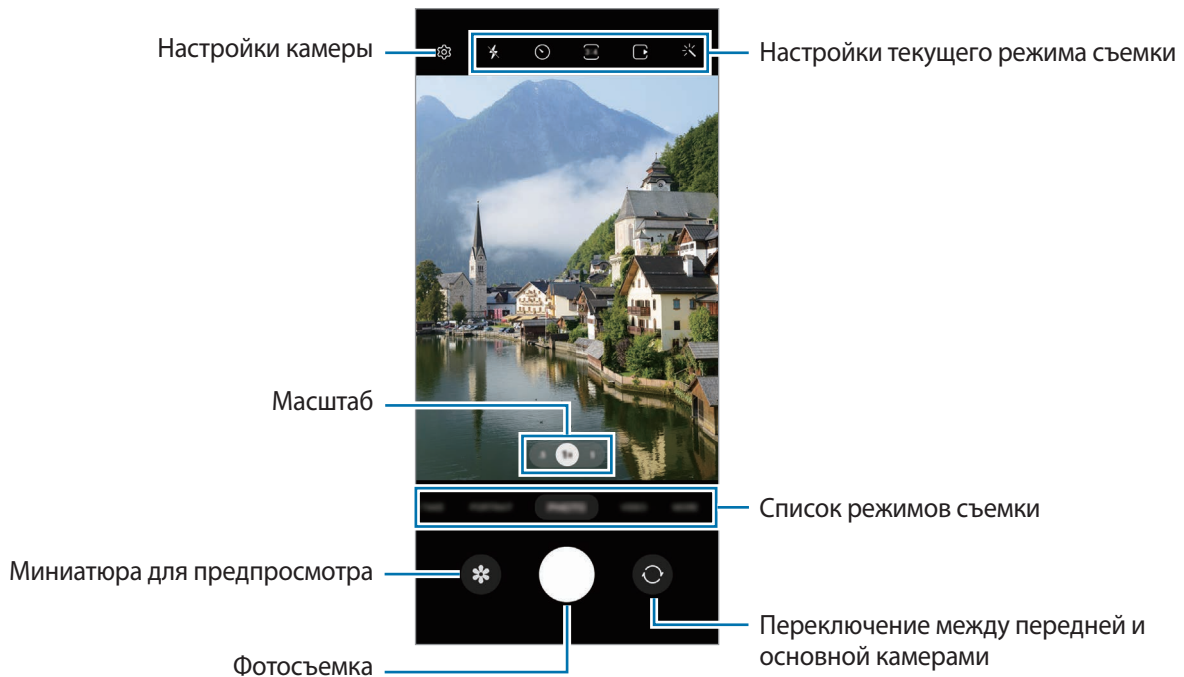 Настройки камеры
Настройки текущего режима съемки
Масштаб
Список режимов съемки
Миниатюра для предпросмотра
Переключение между передней и
основной камерами
Фотосъемка